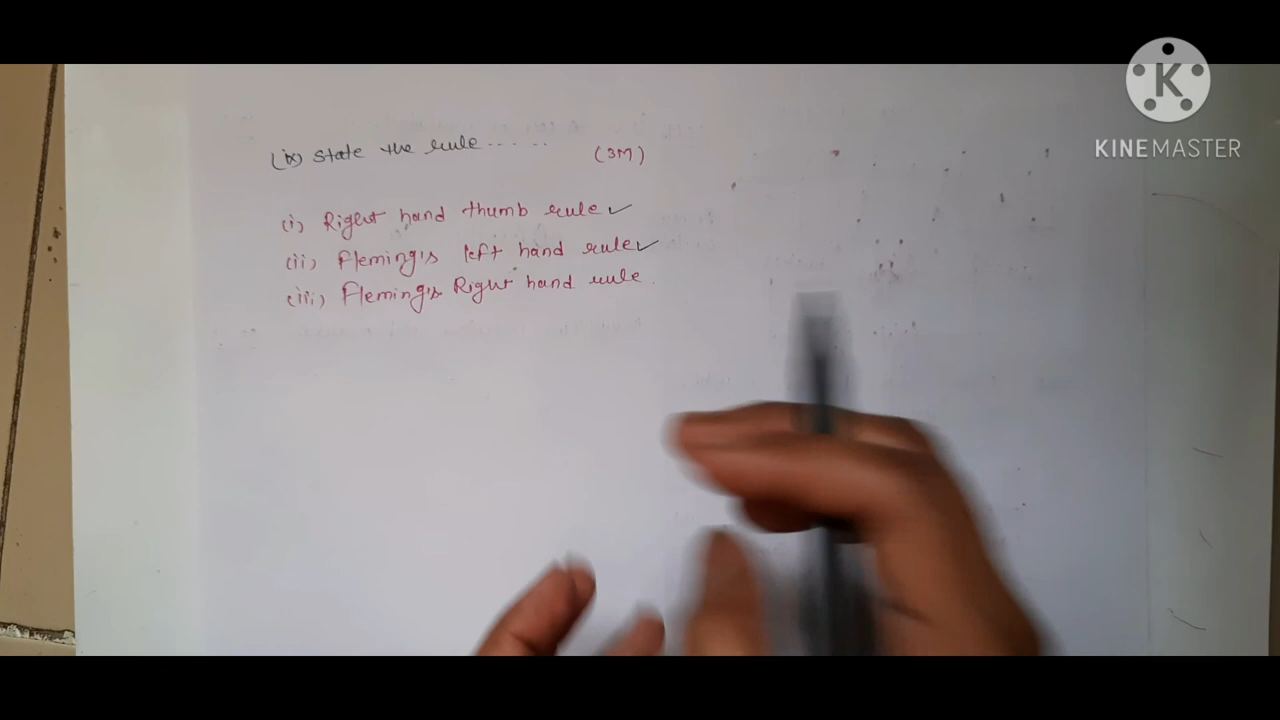 (ix) State the rule...... (3M)
(i) Right hand thumb rule ✓
(ii) Fleming's left hand rule ✓
(iii) Fleming's Right hand rule.
K
KINEMASTER